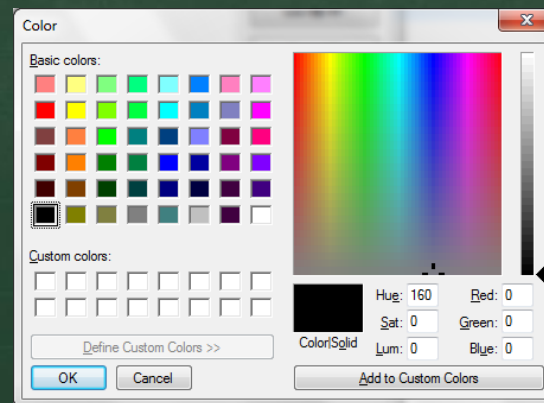 Color
Basic colors:
Custom colors:
Define Custom Colors >>
OK
Cancel
Color|Solid
Hue: 160
Sat: 0
Lum: 0
Red: 0
Green: 0
Blue: 0
Add to Custom Colors